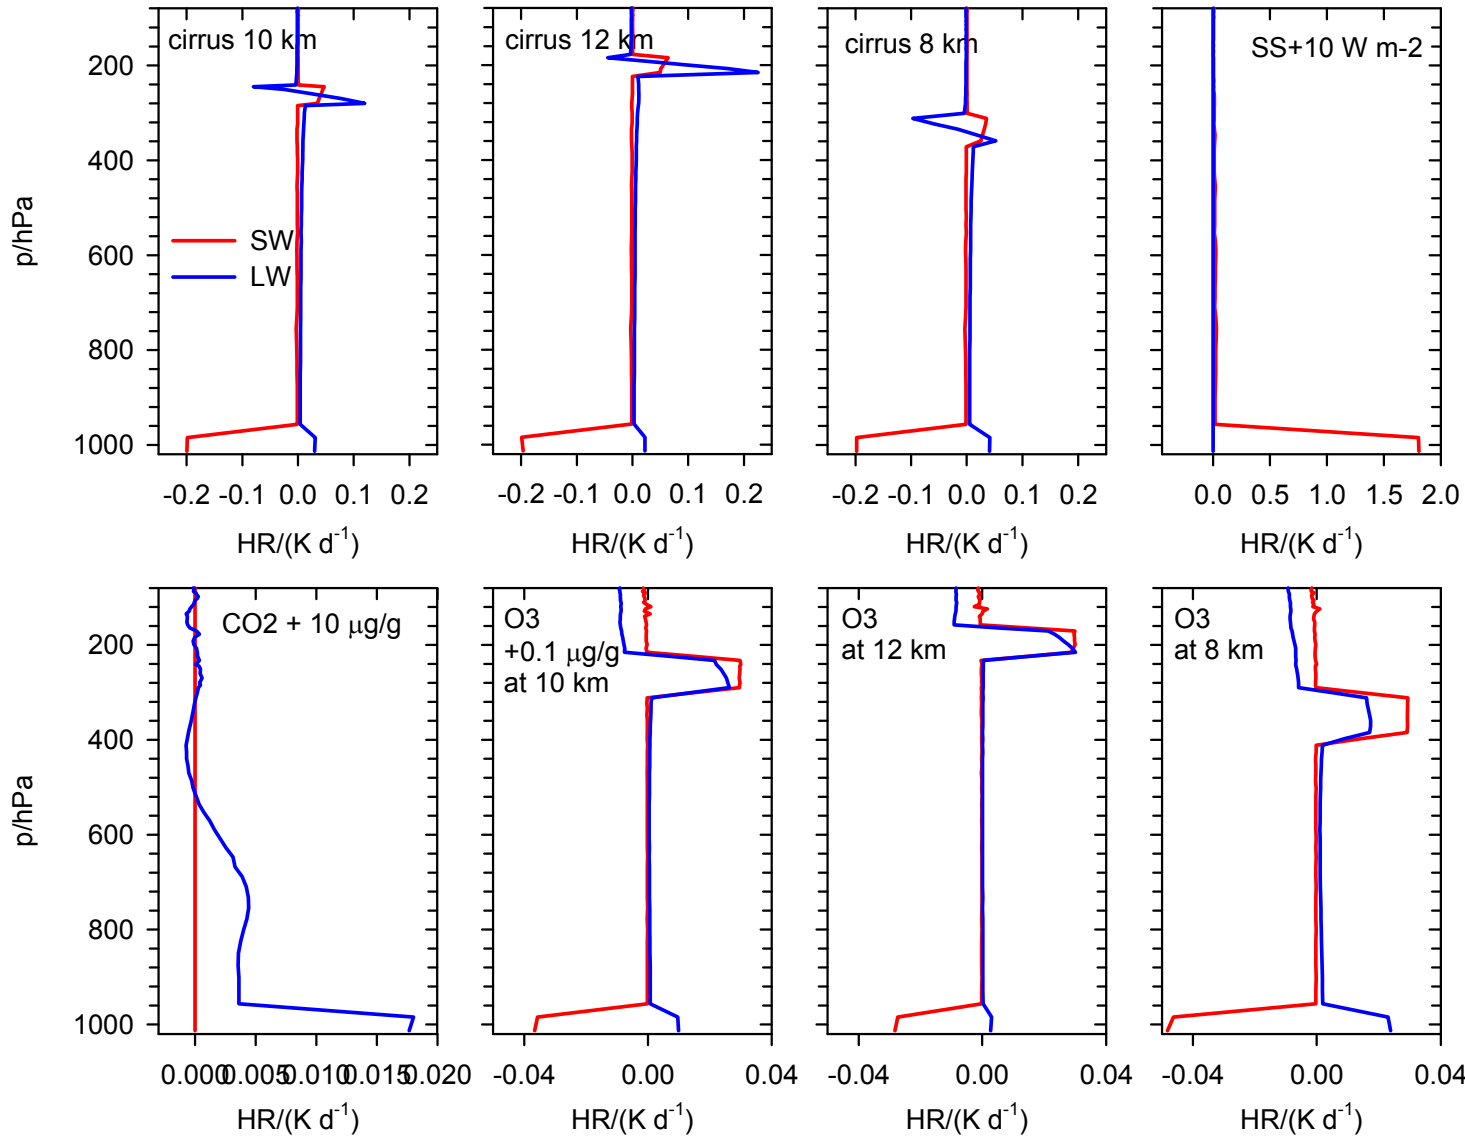 cirrus 10 km
cirrus 12 km
cirrus 8 km
SS+10 W m-2
p/hPa
200
400
600
800
1000
SW
LW
-0.2 -0.1 0.0 0.1 0.2
-0.2 -0.1 0.0 0.1 0.2
-0.2 -0.1 0.0 0.1 0.2
0.0 0.5 1.0 1.5 2.0
HR/(K d-1)
HR/(K d-1)
HR/(K d-1)
HR/(K d-1)
CO2 + 10 µg/g
O3
+0.1 µg/g
at 10 km
O3
at 12 km
O3
at 8 km
p/hPa
200
400
600
800
1000
0.000 0.005 0.010 0.015 0.020
-0.04 0.00 0.04
-0.04 0.00 0.04
-0.04 0.00 0.04
HR/(K d-1)
HR/(K d-1)
HR/(K d-1)
HR/(K d-1)